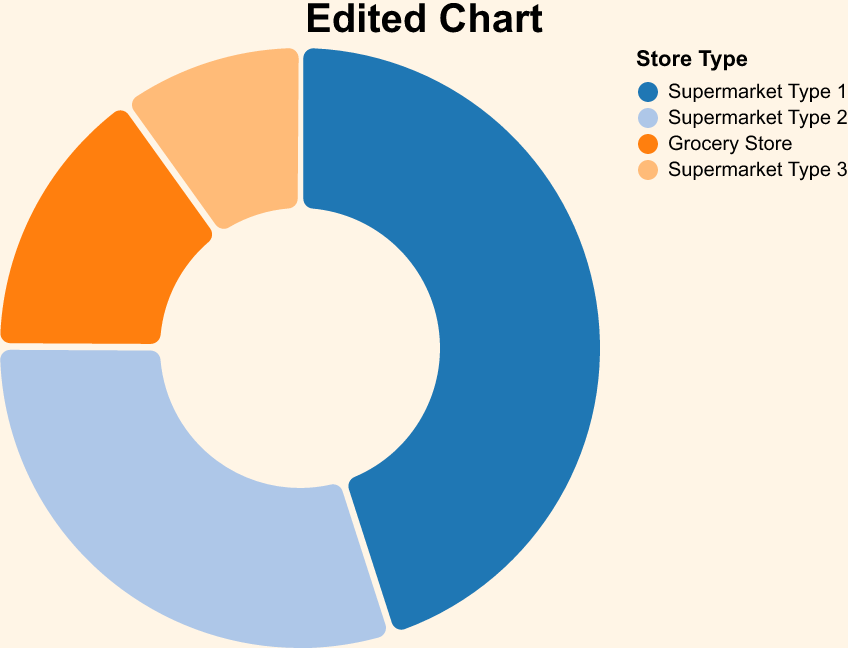 Edited Chart
Store Type
Supermarket Type 1
Supermarket Type 2
Grocery Store
Supermarket Type 3